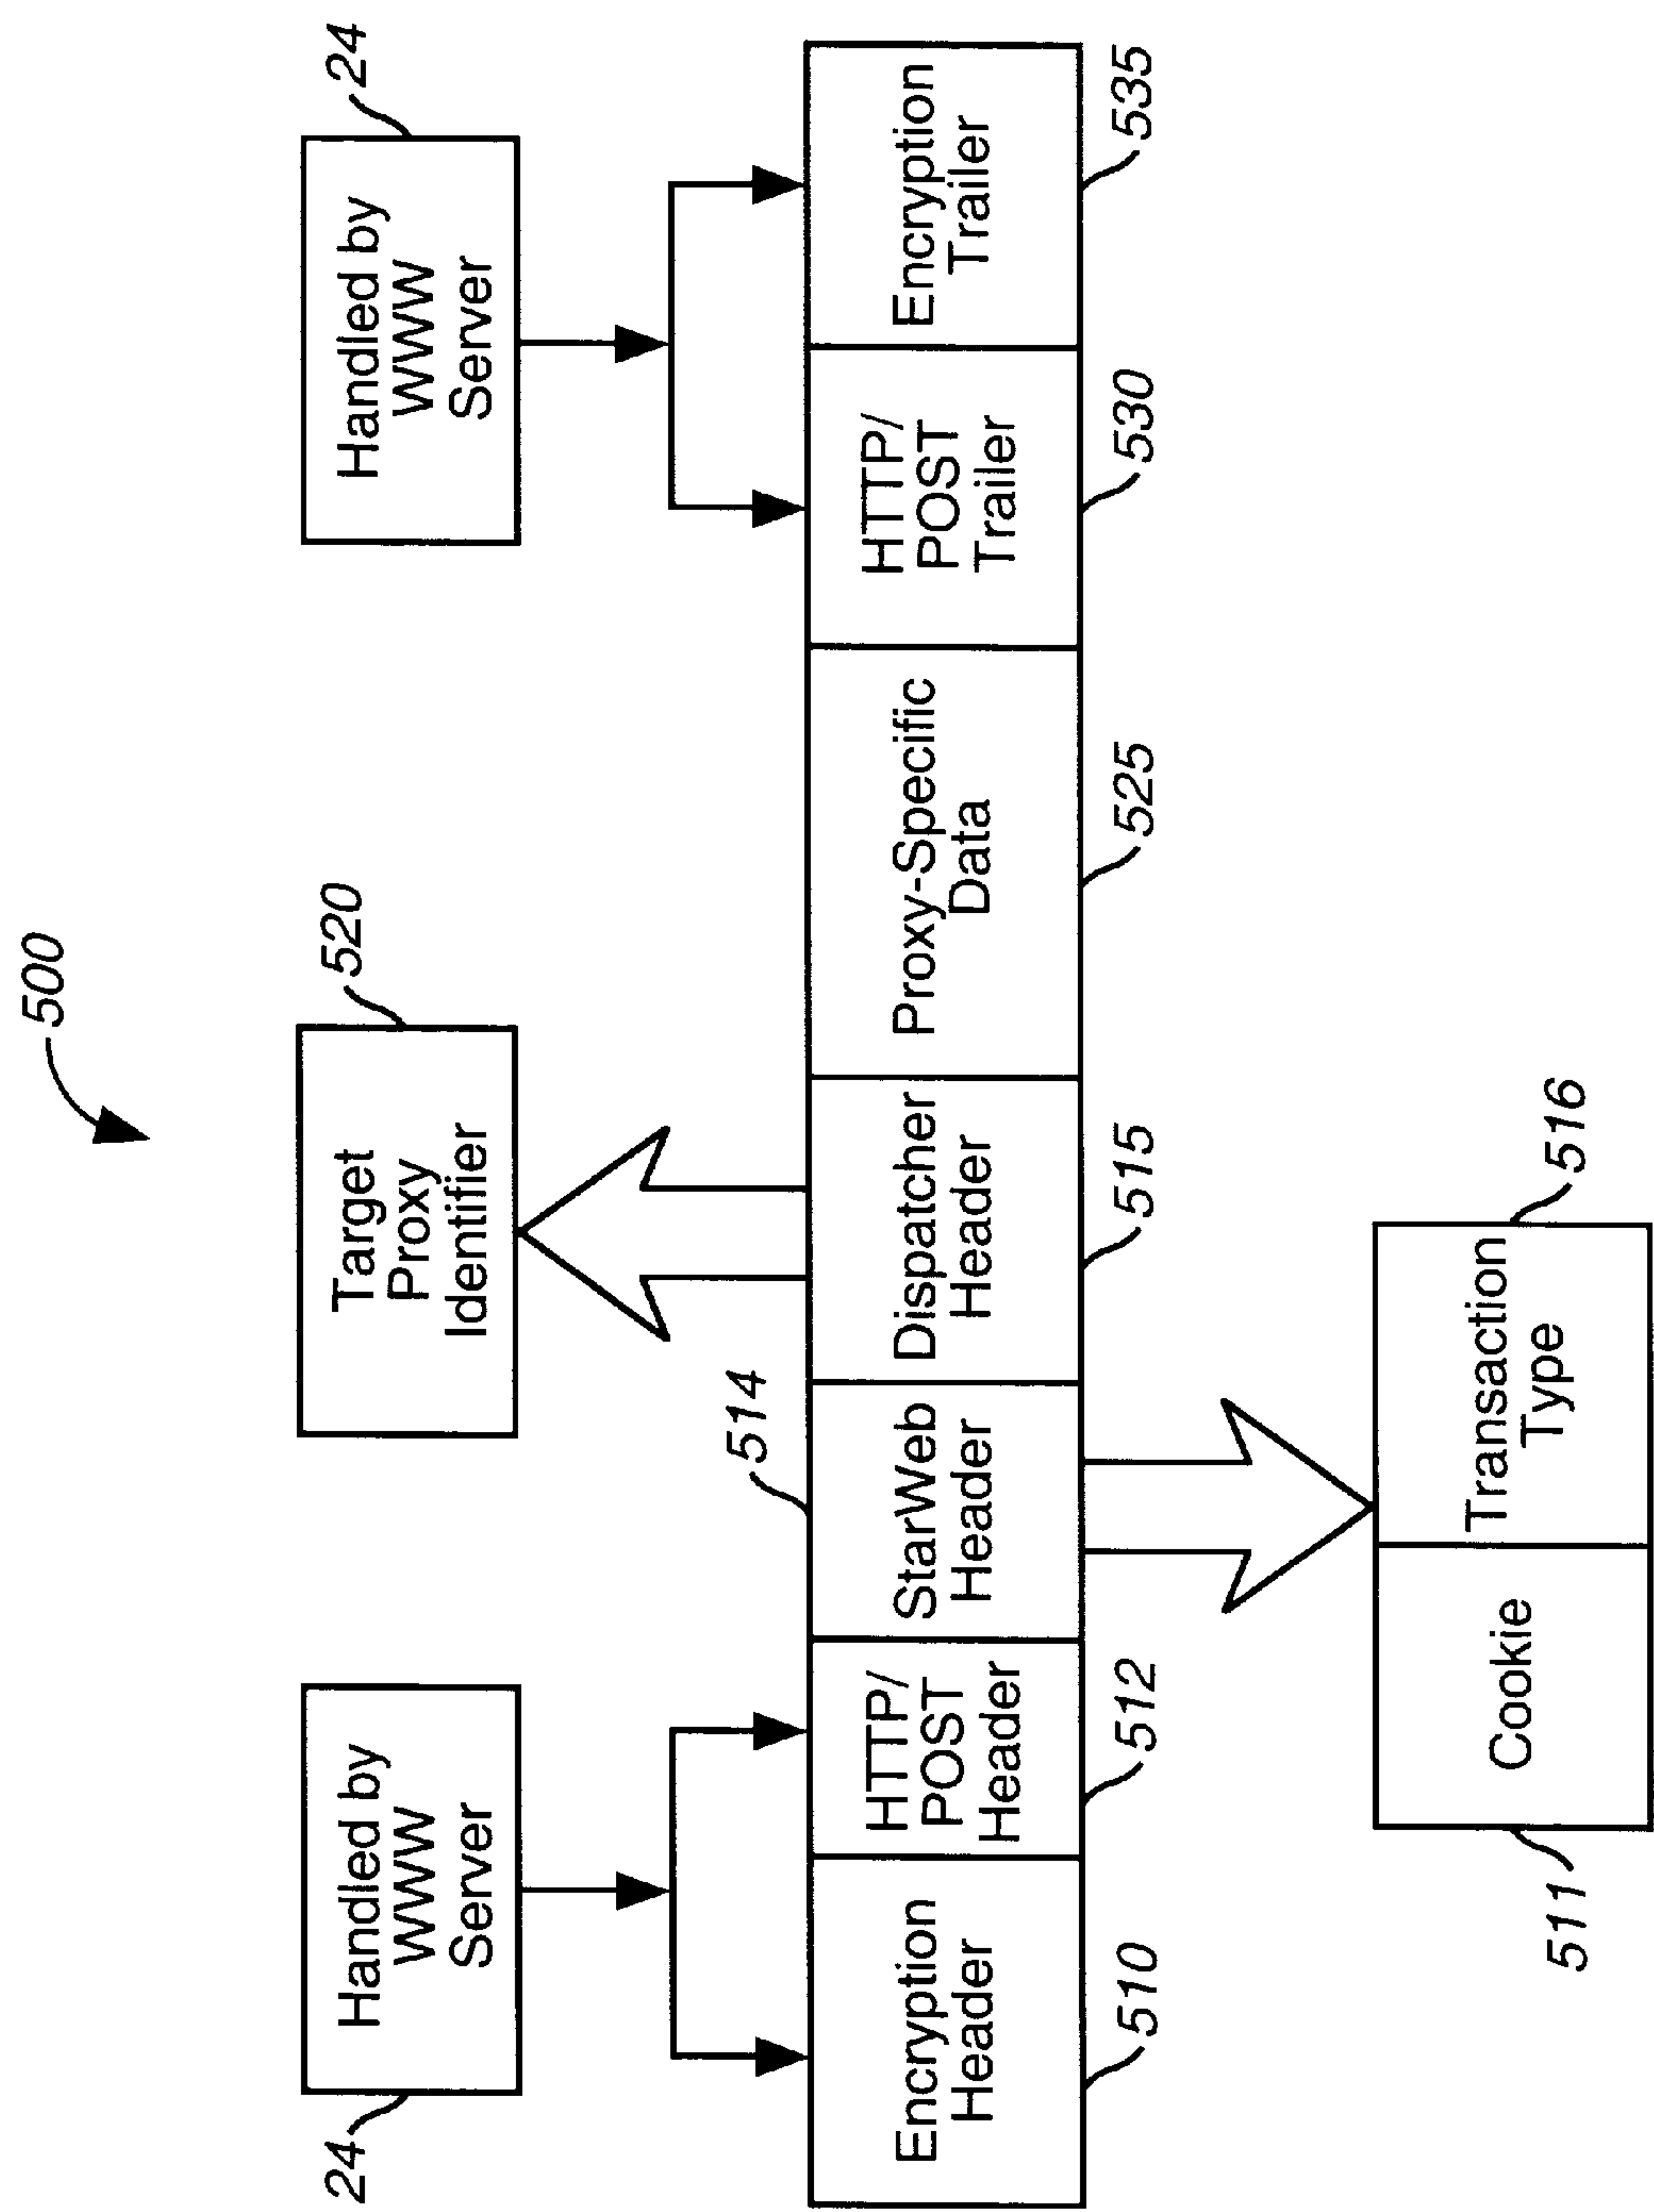 500
24
Handled by
WWW
Server
520
Target
Proxy
Identifier
24
Handled by
WWW
Server
514
Encryption
Header
HTTP/
POST
Header
StarWeb
Header
Dispatcher
Header
Proxy-Specific
Data
HTTP/
POST
Trailer
Encryption
Trailer
510
512
515
525
530
535
511
Cookie
Transaction
Type
516